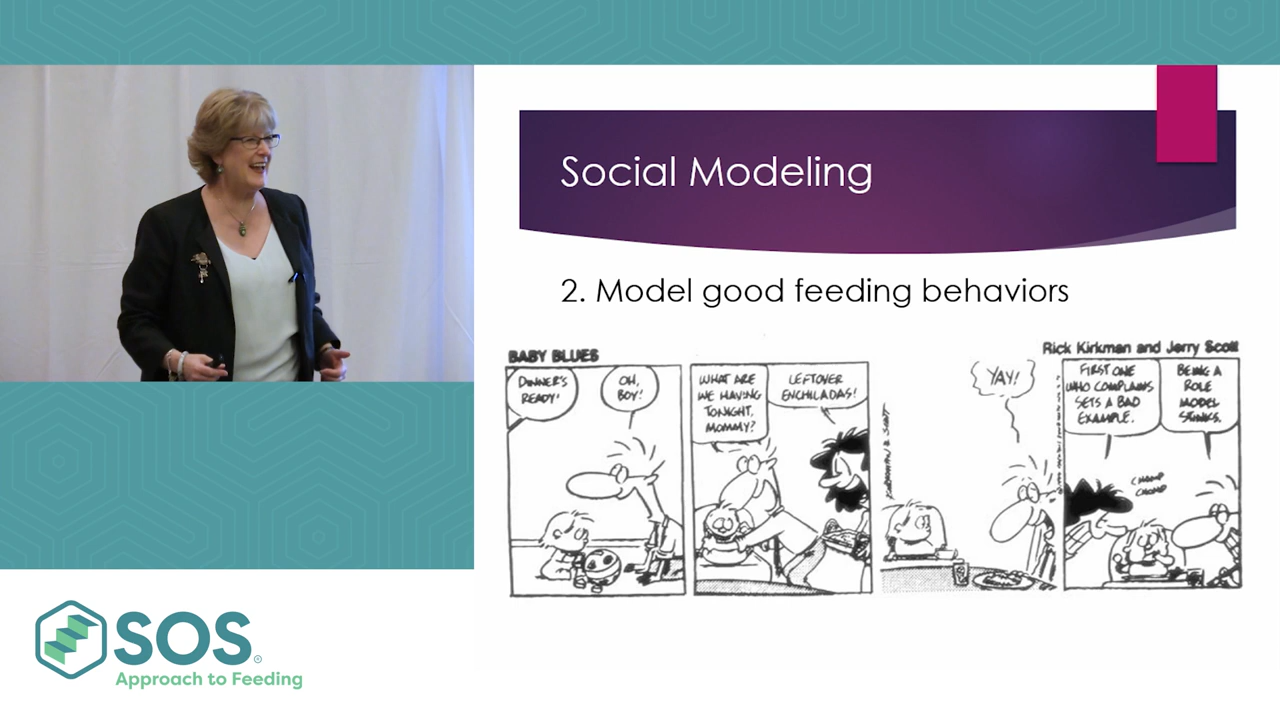 Social Modeling
2. Model good feeding behaviors
BABY BLUES
Rick Kirkman and Jerry Scott
DINNER'S
READY!
OH,
BOY!
WHAT ARE
WE HAVING
TONIGHT,
MOMMY?
LEFTOVER
ENCHILADAS!
YAY!
KIRKMAN & SCOTT
FIRST ONE
WHO COMPLAINS
SETS A BAD
EXAMPLE.
BEING A
ROLE
MODEL
STINKS.
CHOMP
CHOMP
SOS
Approach to Feeding